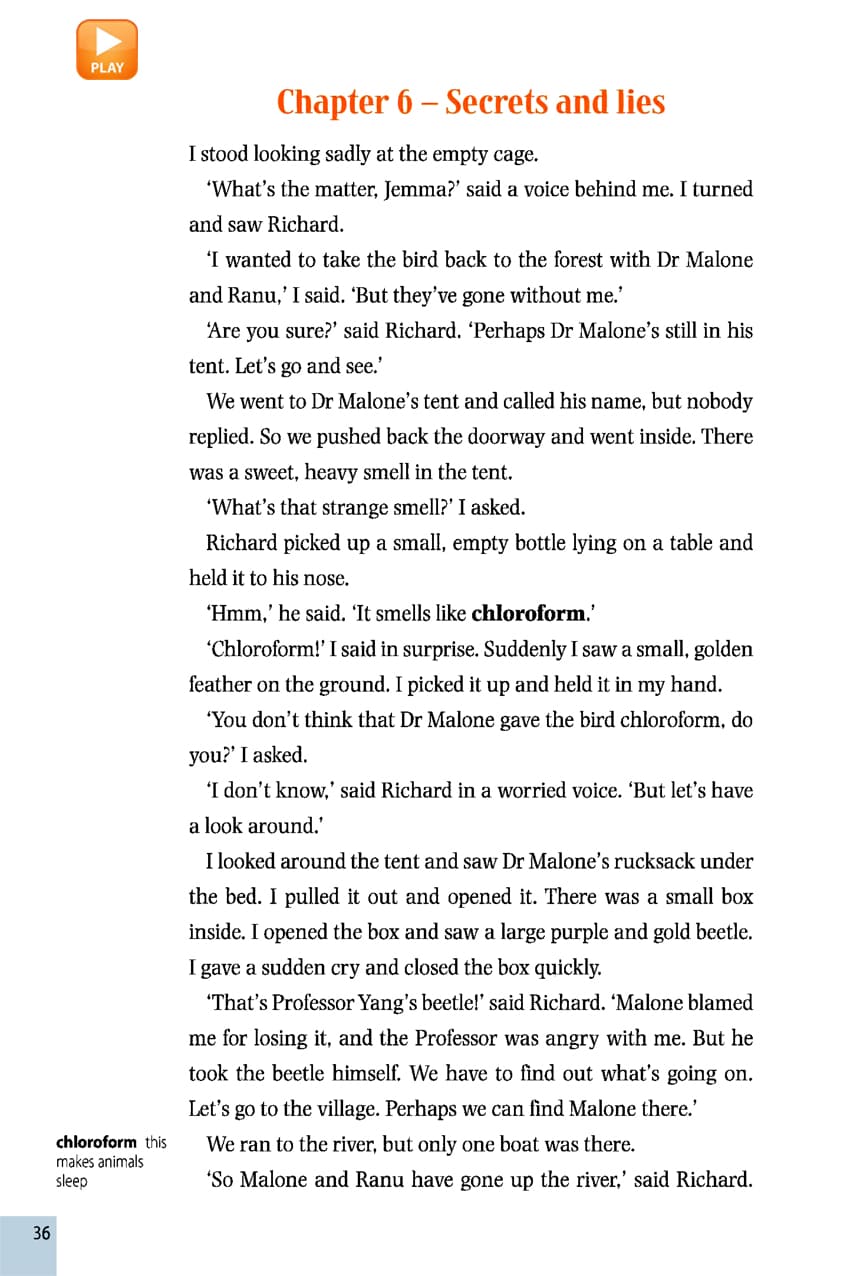 PLAY
Chapter 6 – Secrets and lies
I stood looking sadly at the empty cage.
‘What’s the matter, Jemma?’ said a voice behind me. I turned
and saw Richard.
‘I wanted to take the bird back to the forest with Dr Malone
and Ranu,’ I said. ‘But they’ve gone without me.’
‘Are you sure?’ said Richard. ‘Perhaps Dr Malone’s still in his
tent. Let’s go and see.’
We went to Dr Malone’s tent and called his name, but nobody
replied. So we pushed back the doorway and went inside. There
was a sweet, heavy smell in the tent.
‘What’s that strange smell?’ I asked.
Richard picked up a small, empty bottle lying on a table and
held it to his nose.
‘Hmm,’ he said. ‘It smells like chloroform.’
‘Chloroform!’ I said in surprise. Suddenly I saw a small, golden
feather on the ground. I picked it up and held it in my hand.
‘You don’t think that Dr Malone gave the bird chloroform, do
you?’ I asked.
‘I don’t know,’ said Richard in a worried voice. ‘But let’s have
a look around.’
I looked around the tent and saw Dr Malone’s rucksack under
the bed. I pulled it out and opened it. There was a small box
inside. I opened the box and saw a large purple and gold beetle.
I gave a sudden cry and closed the box quickly.
‘That’s Professor Yang’s beetle!’ said Richard. ‘Malone blamed
me for losing it, and the Professor was angry with me. But he
took the beetle himself. We have to find out what’s going on.
Let’s go to the village. Perhaps we can find Malone there.’
We ran to the river, but only one boat was there.
‘So Malone and Ranu have gone up the river,’ said Richard.
chloroform this
makes animals
sleep
36